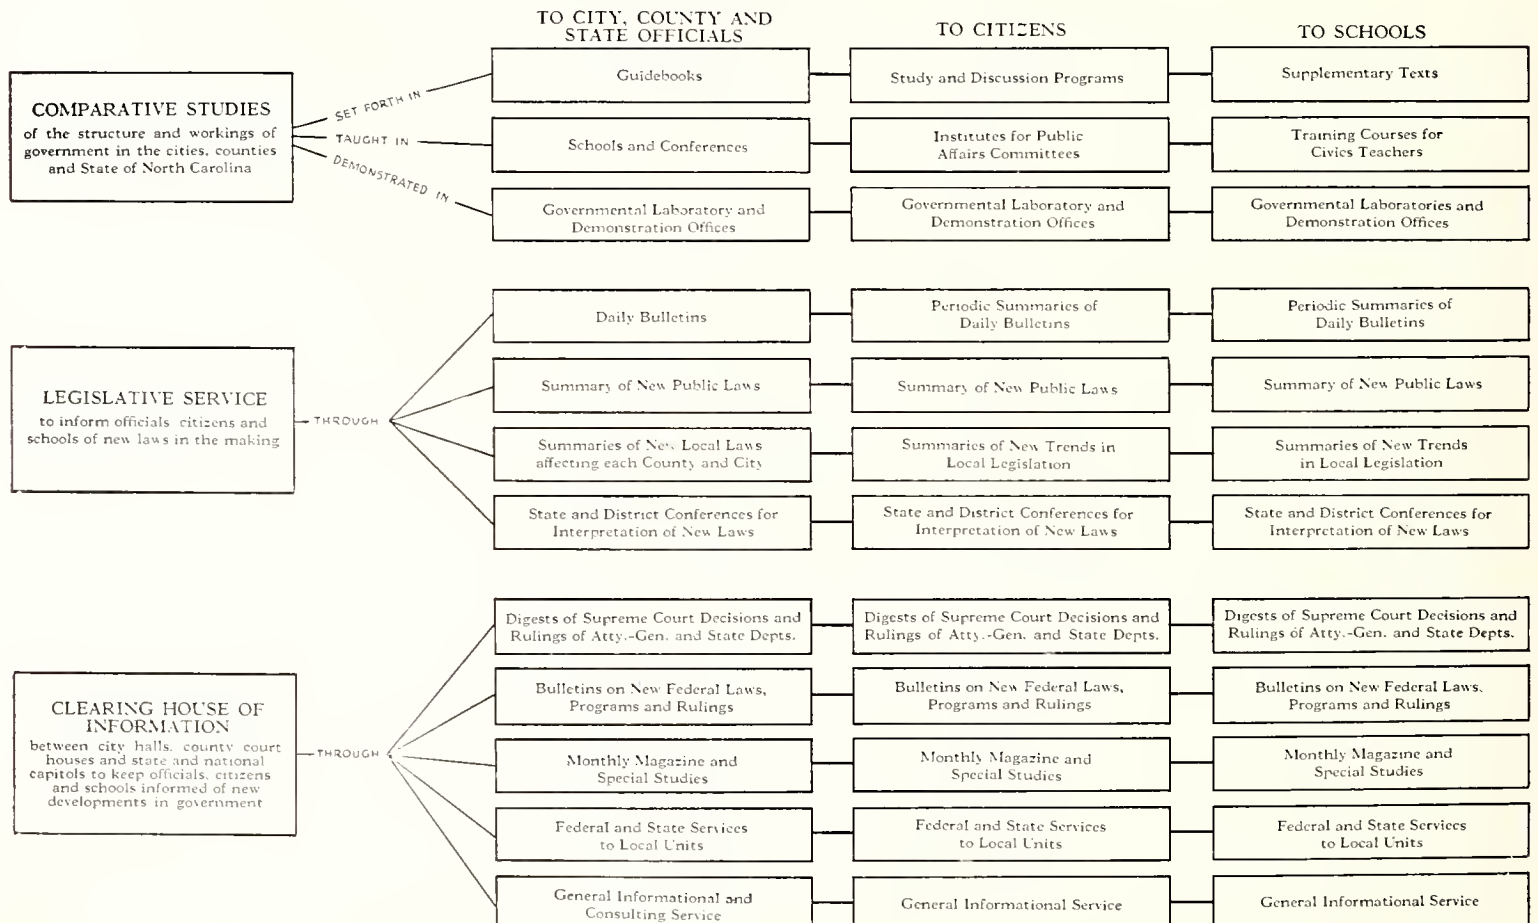 TO CITY, COUNTY AND
STATE OFFICIALS
TO CITIZENS
TO SCHOOLS
COMPARATIVE STUDIES
of the structure and workings of
government in the cities, counties
and State of North Carolina
SET FORTH IN
TAUGHT IN
DEMONSTRATED IN
Guidebooks
Study and Discussion Programs
Supplementary Texts
Schools and Conferences
Institutes for Public
Affairs Committees
Training Courses for
Civics Teachers
Governmental Laboratory and
Demonstration Offices
Governmental Laboratory and
Demonstration Offices
Governmental Laboratories and
Demonstration Offices
LEGISLATIVE SERVICE
to inform officials citizens and
schools of new laws in the making
THROUGH
Daily Bulletins
Periodic Summaries of
Daily Bulletins
Periodic Summaries of
Daily Bulletins
Summary of New Public Laws
Summary of New Public Laws
Summary of New Public Laws
Summaries of New Local Laws
affecting each County and City
Summaries of New Trends in
Local Legislation
Summaries of New Trends
in Local Legislation
State and District Conferences for
Interpretation of New Laws
State and District Conferences for
Interpretation of New Laws
State and District Conferences for
Interpretation of New Laws
CLEARING HOUSE OF
INFORMATION
between city halls, county court
houses and state and national
capitols to keep officials, citizens
and schools informed of new
developments in government
THROUGH
Digests of Supreme Court Decisions and
Rulings of Atty.-Gen. and State Depts.
Digests of Supreme Court Decisions and
Rulings of Atty.-Gen. and State Depts.
Digests of Supreme Court Decisions and
Rulings of Atty.-Gen. and State Depts.
Bulletins on New Federal Laws,
Programs and Rulings
Bulletins on New Federal Laws,
Programs and Rulings
Bulletins on New Federal Laws,
Programs and Rulings
Monthly Magazine and
Special Studies
Monthly Magazine and
Special Studies
Monthly Magazine and
Special Studies
Federal and State Services
to Local Units
Federal and State Services
to Local Units
Federal and State Services
to Local Units
General Informational and
Consulting Service
General Informational Service
General Informational Service